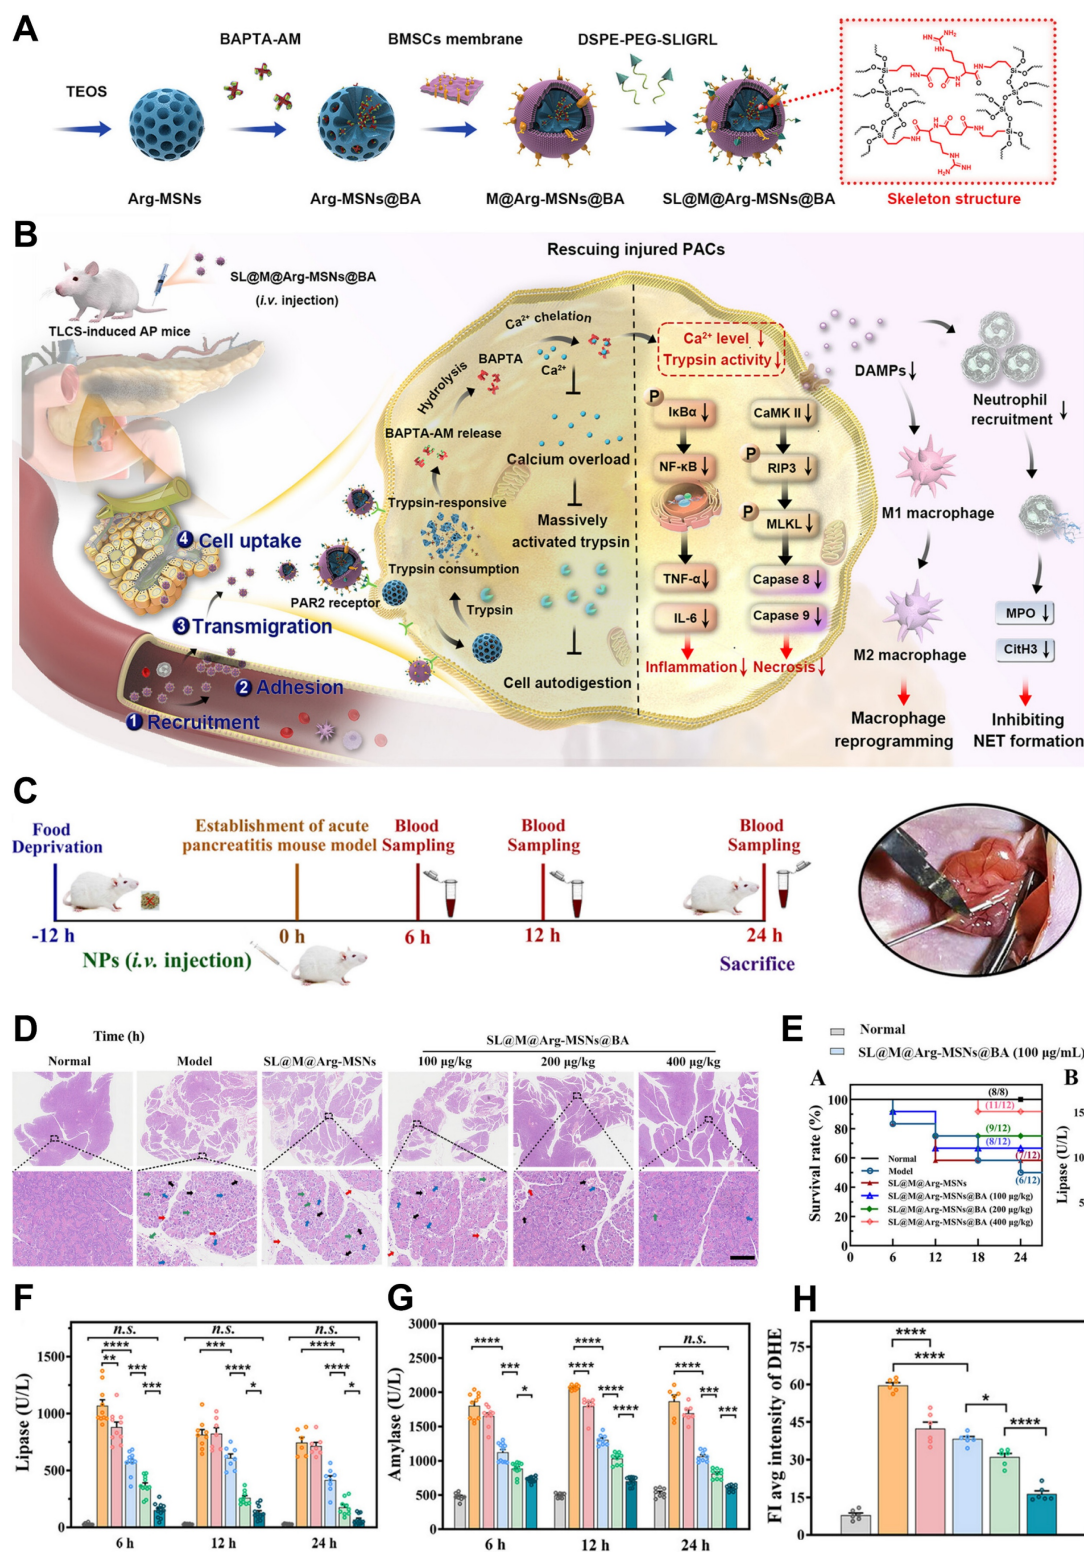 A
BAPTA-AM
BMSCs membrane
DSPE-PEG-SLIGRL
TEOS
Arg-MSNs
Arg-MSNs@BA
M@Arg-MSNs@BA
SL@M@Arg-MSNs@BA
Skeleton structure
B
Rescuing injured PACs
SL@M@Arg-MSNs@BA
(i.v. injection)
TLCS-induced AP mice
Ca²⁺ chelation
BAPTA
Ca²⁺
Hydrolysis
BAPTA-AM release
Calcium overload
Trypsin-responsive
Massively
activated trypsin
Trypsin consumption
Trypsin
Cell autodigestion
PAR2 receptor
4 Cell uptake
3 Transmigration
2 Adhesion
1 Recruitment
Ca²⁺ level ↓
Trypsin activity ↓
P
IκBα ↓
CaMK II ↓
NF-κB ↓
P
RIP3 ↓
P
MLKL ↓
TNF-α ↓
Capase 8 ↓
IL-6 ↓
Capase 9 ↓
Inflammation ↓
Necrosis ↓
DAMPs ↓
Neutrophil
recruitment ↓
M1 macrophage
M2 macrophage
MPO ↓
CitH3 ↓
Macrophage
reprogramming
Inhibiting
NET formation
C
Food
Deprivation
Establishment of acute
pancreatitis mouse model
Blood
Sampling
Blood
Sampling
Blood
Sampling
-12 h
0 h
6 h
12 h
24 h
NPs (i.v. injection)
Sacrifice
D
Time (h)
SL@M@Arg-MSNs@BA
Normal
Model
SL@M@Arg-MSNs
100 μg/kg
200 μg/kg
400 μg/kg
E
Normal
SL@M@Arg-MSNs@BA (100 μg/mL)
A
B
Survival rate (%)
100
80
60
40
20
0
(8/8)
(11/12)
(9/12)
(8/12)
(7/12)
(6/12)
Normal
Model
SL@M@Arg-MSNs
SL@M@Arg-MSNs@BA (100 μg/kg)
SL@M@Arg-MSNs@BA (200 μg/kg)
SL@M@Arg-MSNs@BA (400 μg/kg)
0 6 12 18 24
Lipase (U/L)
15
10
5
F
Lipase (U/L)
1500
1000
500
0
n.s. n.s. n.s.
**** *** ****
** **** ****
*** * *
***
6 h 12 h 24 h
G
Amylase (U/L)
3000
2500
2000
1500
1000
500
0
n.s.
**** **** ****
*** **** ***
* **** ***
****
6 h 12 h 24 h
H
FI avg intensity of DHE
75
60
45
30
15
0
****
****
*
****